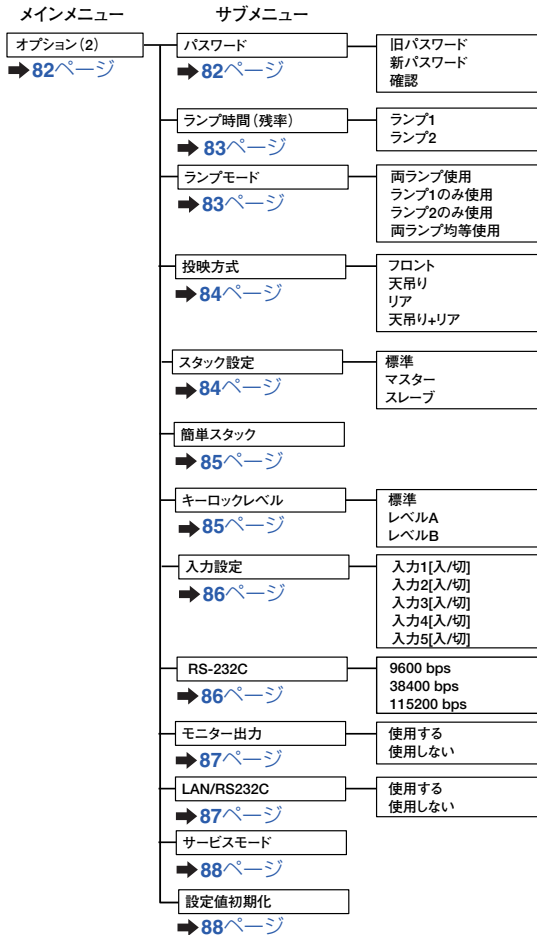 メインメニュー サブメニュー
オプション(2)
➡82ページ
パスワード
➡82ページ
旧パスワード
新パスワード
確認
ランプ時間(残率)
➡83ページ
ランプ1
ランプ2
ランプモード
➡83ページ
両ランプ使用
ランプ1のみ使用
ランプ2のみ使用
両ランプ均等使用
投映方式
➡84ページ
フロント
天吊り
リア
天吊り+リア
スタック設定
➡84ページ
標準
マスター
スレーブ
簡単スタック
➡85ページ
キーロックレベル
➡85ページ
標準
レベルA
レベルB
入力設定
➡86ページ
入力1[入/切]
入力2[入/切]
入力3[入/切]
入力4[入/切]
入力5[入/切]
RS-232C
➡86ページ
9600 bps
38400 bps
115200 bps
モニター出力
➡87ページ
使用する
使用しない
LAN/RS232C
➡87ページ
使用する
使用しない
サービスモード
➡88ページ
設定値初期化
➡88ページ